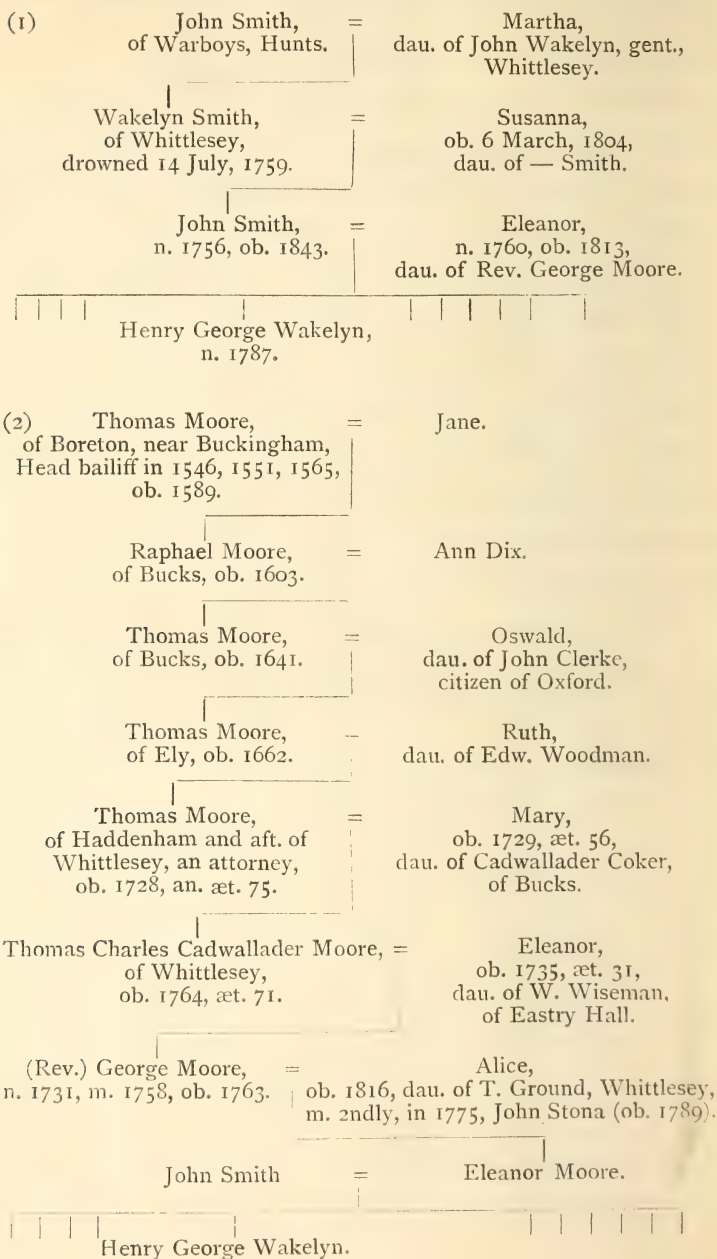 (1) John Smith, = Martha,
of Warboys, Hunts. dau. of John Wakelyn, gent.,
Whittlesey.
Wakelyn Smith, = Susanna,
of Whittlesey, ob. 6 March, 1804,
drowned 14 July, 1759. dau. of — Smith.
John Smith, = Eleanor,
n. 1756, ob. 1843. n. 1760, ob. 1813,
dau. of Rev. George Moore.
Henry George Wakelyn,
n. 1787.
(2) Thomas Moore, = Jane.
of Boreton, near Buckingham,
Head bailiff in 1546, 1551, 1565,
ob. 1589.
Raphael Moore, = Ann Dix.
of Bucks, ob. 1603.
Thomas Moore, = Oswald,
of Bucks, ob. 1641. dau. of John Clerke,
citizen of Oxford.
Thomas Moore, = Ruth,
of Ely, ob. 1662. dau. of Edw. Woodman.
Thomas Moore, = Mary,
of Haddenham and aft. of ob. 1729, æt. 56,
Whittlesey, an attorney, dau. of Cadwallader Coker,
ob. 1728, an. æt. 75. of Bucks.
Thomas Charles Cadwallader Moore, = Eleanor,
of Whittlesey, ob. 1735, æt. 31,
ob. 1764, æt. 71. dau. of W. Wiseman,
of Eastry Hall.
(Rev.) George Moore, = Alice,
n. 1731, m. 1758, ob. 1763. ob. 1816, dau. of T. Ground, Whittlesey,
m. 2ndly, in 1775, John Stona (ob. 1789).
John Smith = Eleanor Moore.
Henry George Wakelyn.